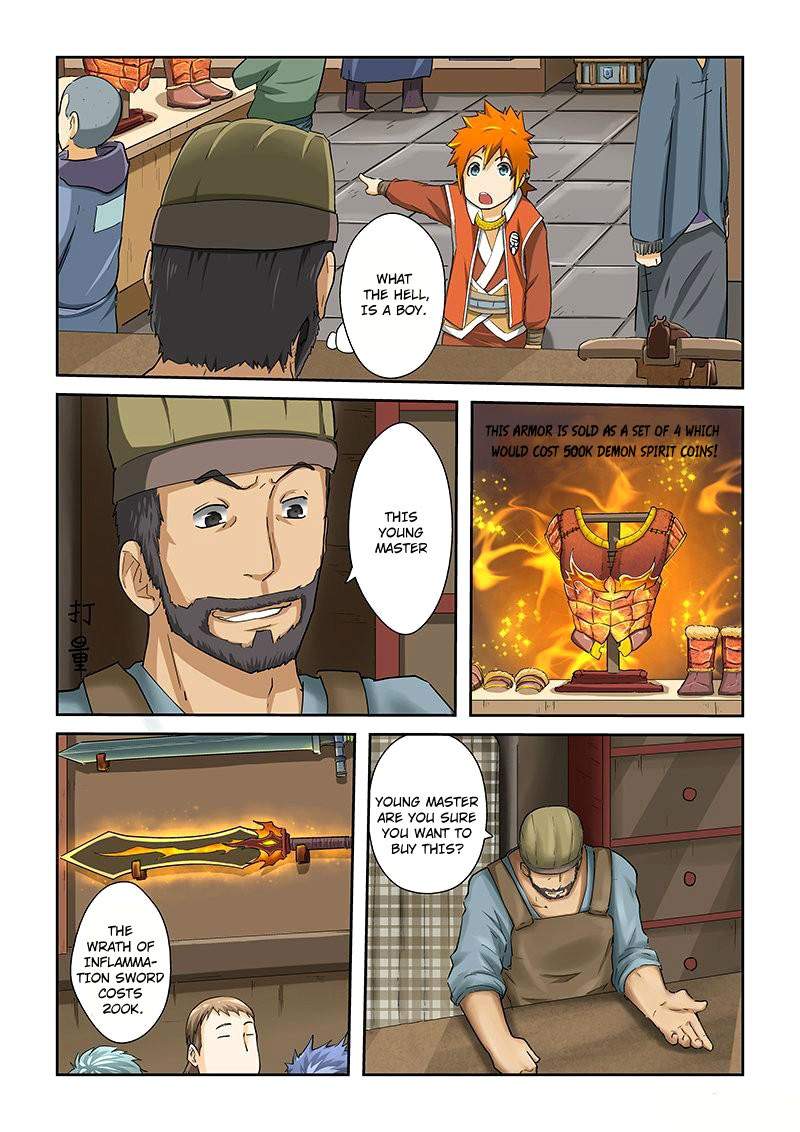 WHAT
THE HELL,
IS A BOY.
THIS
YOUNG
MASTER
打
量
THIS ARMOR IS SOLD AS A SET OF 4 WHICH
WOULD COST 500K DEMON SPIRIT COINS!
THE
WRATH OF
INFLAMMA-
TION SWORD
COSTS
200K.
YOUNG MASTER
ARE YOU SURE
YOU WANT TO
BUY THIS?